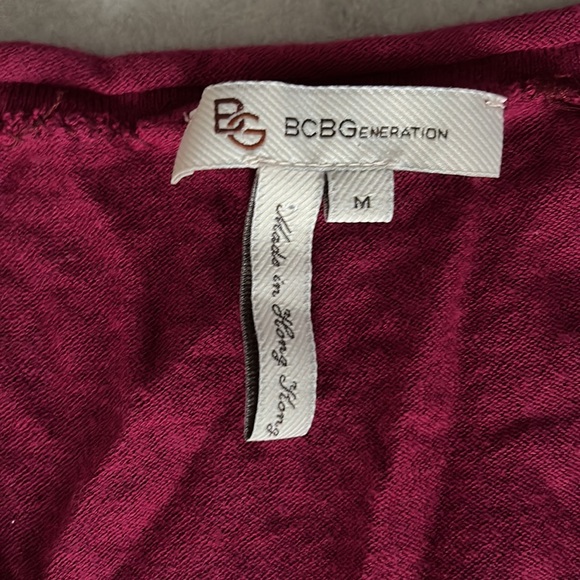 BG BCBGENERATION
M
Made in Hong Kong